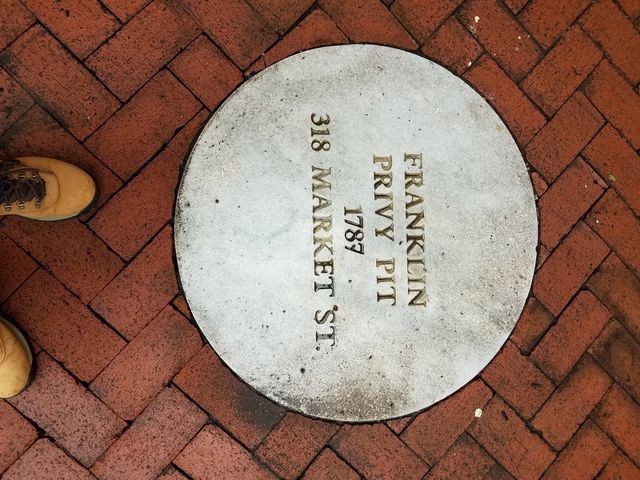 FRANKLIN
PRIVY PIT
1787
318 MARKET ST.